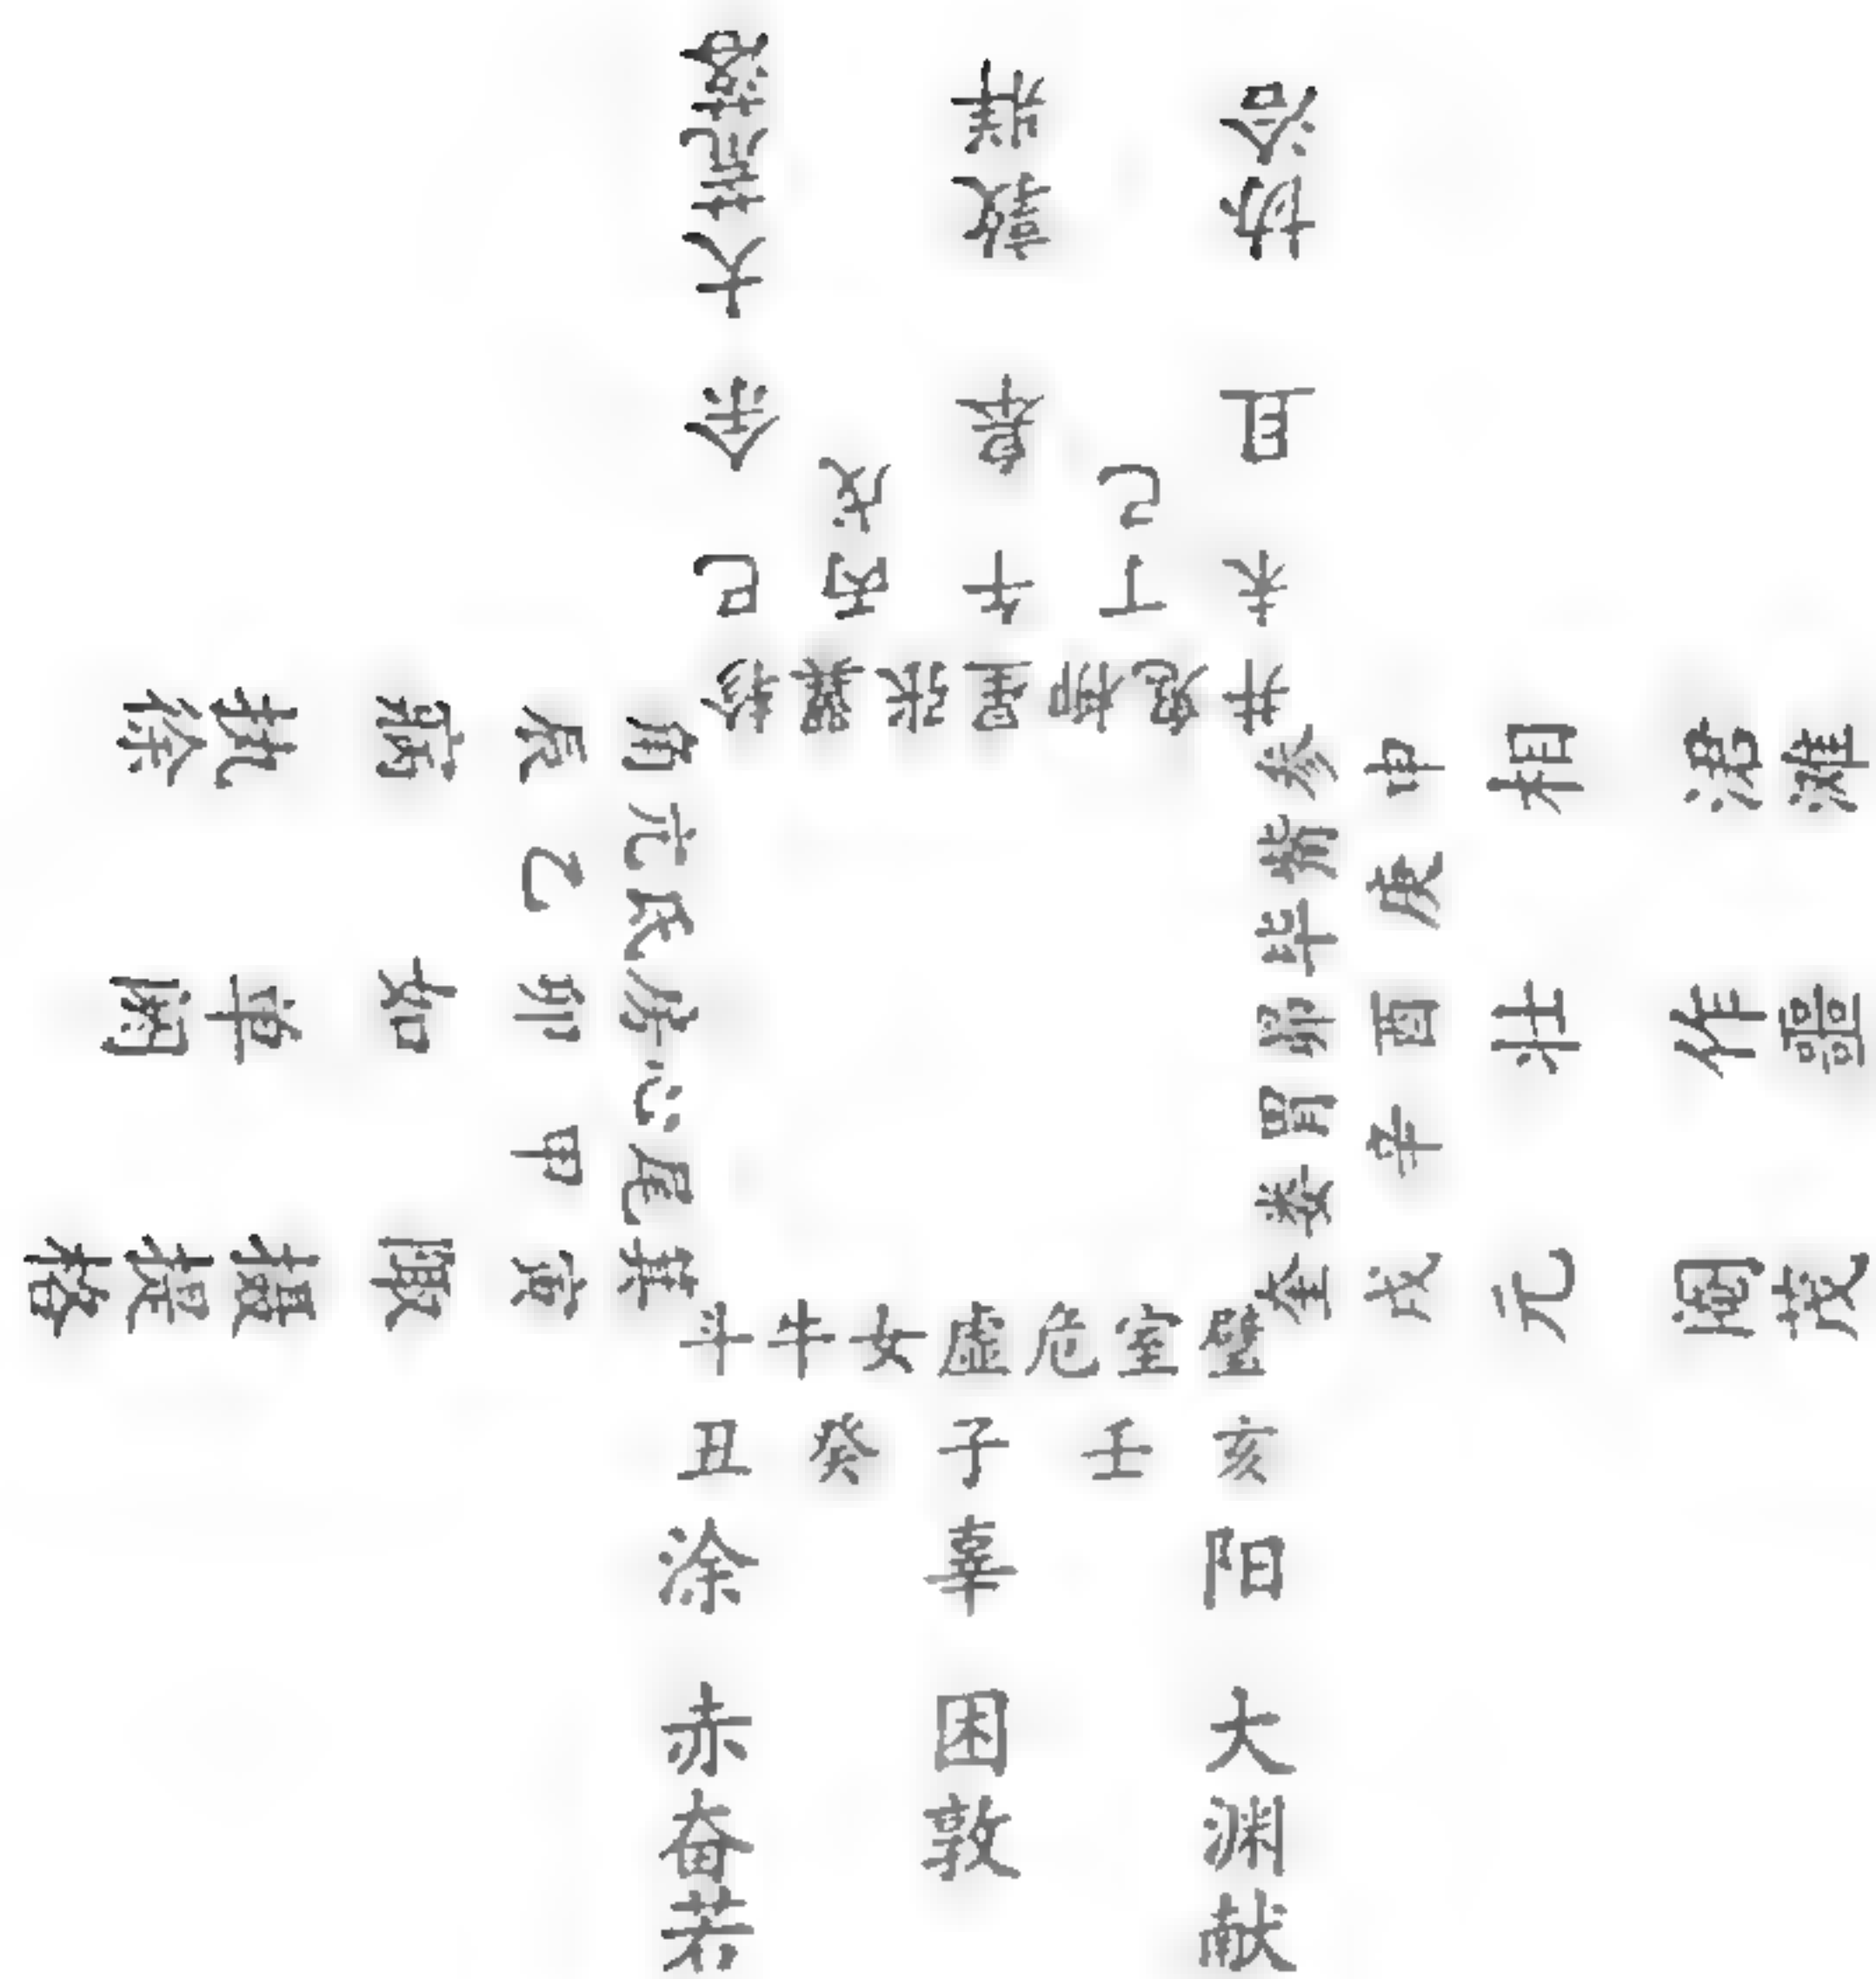 大荒落
敦牂
协洽
余 皋 且
戊 己
巳 丙 午 丁 未
轸翼张星柳鬼井
执徐
单阏
摄提格
寎 如 陬
辰 乙 卯 甲 寅
角亢氐房心尾箕
参觜毕昴胃娄奎
申 庚 酉 辛 戌
相 壮 元
涒滩
作噩
阉茂
斗牛女虚危室壁
丑 癸 子 壬 亥
涂 辜 阳
赤奋若
困敦
大渊献